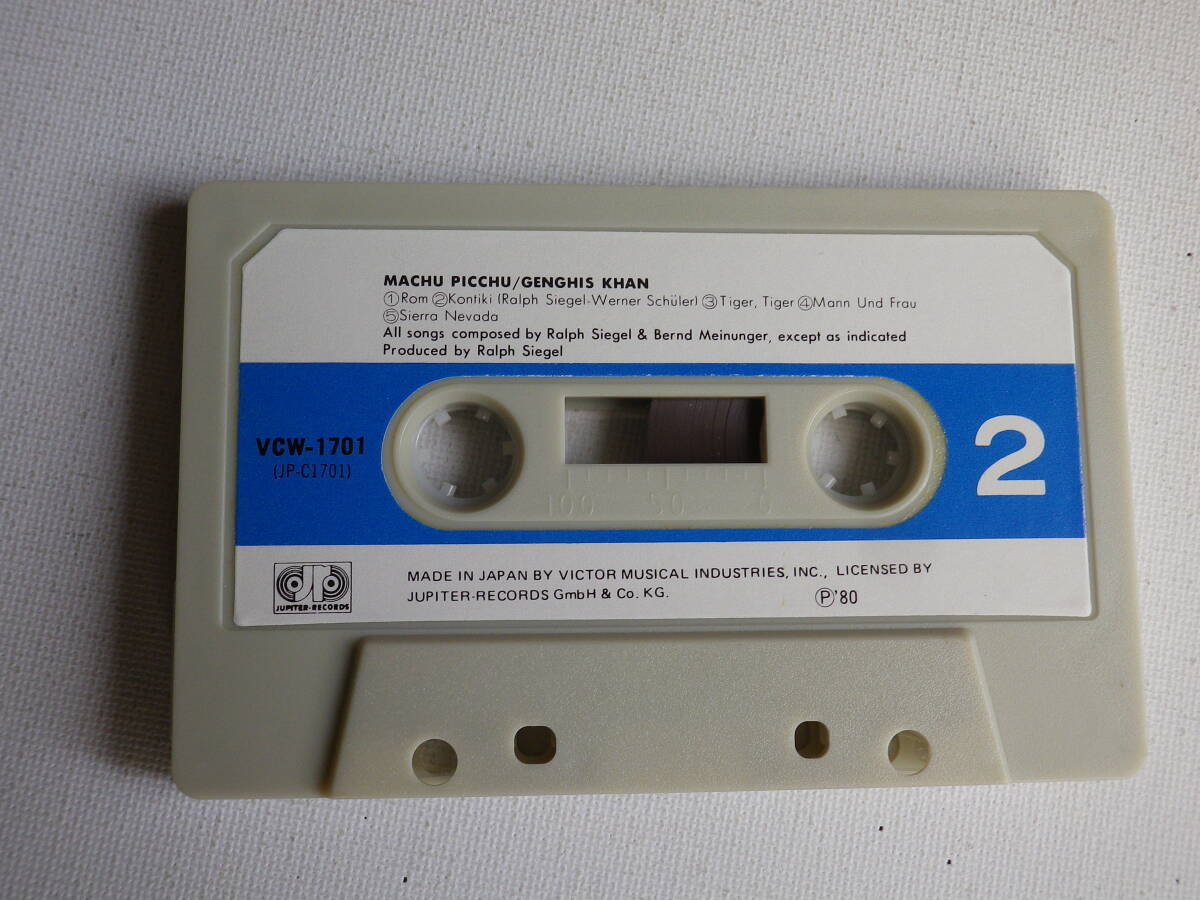 MACHU PICCHU/GENGHIS KHAN
①Rom ②Kontiki (Ralph Siegel-Werner Schüler) ③Tiger, Tiger ④Mann Und Frau
⑤Sierra Nevada
All songs composed by Ralph Siegel & Bernd Meinunger, except as indicated
Produced by Ralph Siegel
VCW-1701
(JP-C1701)
2
100 50 0
JUPITER-RECORDS
MADE IN JAPAN BY VICTOR MUSICAL INDUSTRIES, INC., LICENSED BY
JUPITER-RECORDS GmbH & Co. KG. Ⓟ'80